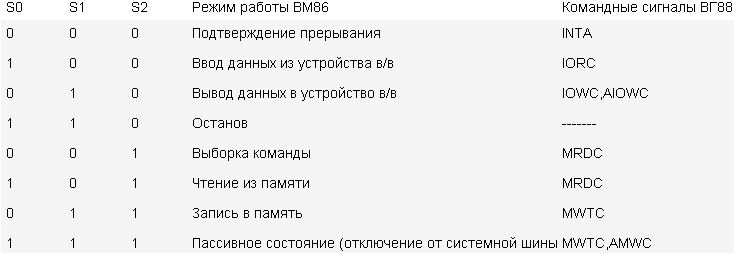 S0 S1 S2 Режим работы ВМ86 Командные сигналы ВГ88
0 0 0 Подтверждение прерывания INTA
1 0 0 Ввод данных из устройства в/в IORC
0 1 0 Вывод данных в устройство в/в IOWC,AIOWC
1 1 0 Останов -------
0 0 1 Выборка команды MRDC
1 0 1 Чтение из памяти MRDC
0 1 1 Запись в память MWTC
1 1 1 Пассивное состояние (отключение от системной шины MWTC,AMWC